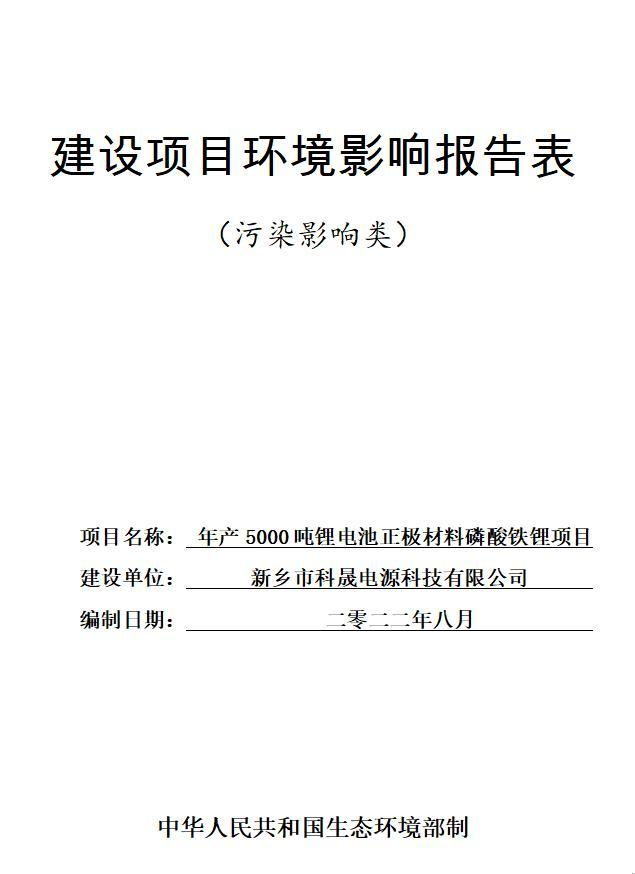 建设项目环境影响报告表
（污染影响类）
项目名称： 年产 5000 吨锂电池正极材料磷酸铁锂项目
建设单位： 新乡市科晟电源科技有限公司
编制日期： 二零二二年八月
中华人民共和国生态环境部制